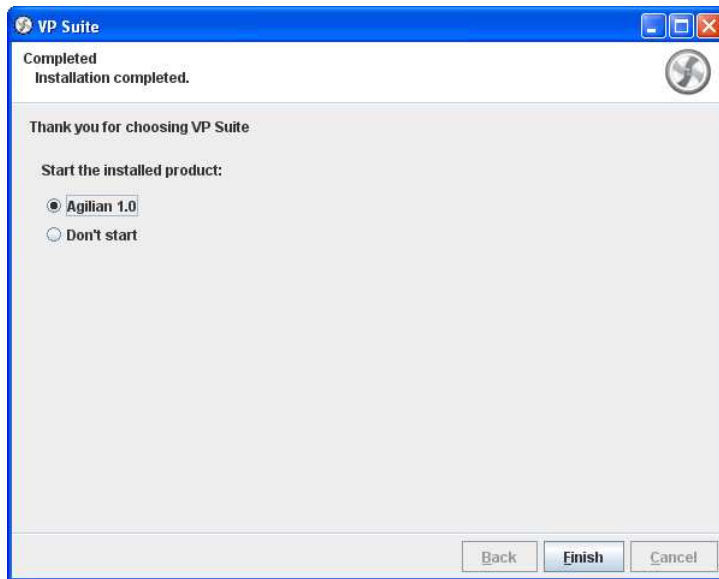 VP Suite
Completed
Installation completed.
Thank you for choosing VP Suite
Start the installed product:
Agilian 1.0
Don't start
Back Finish Cancel